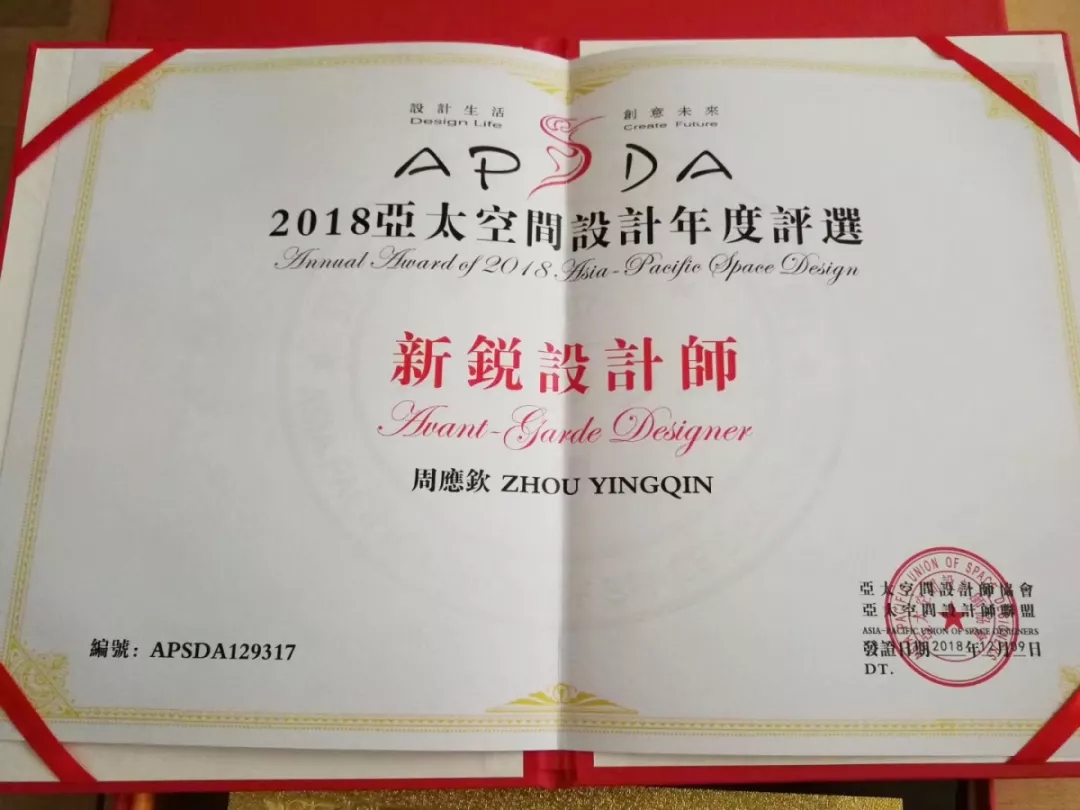 設計生活 創意未來
Design Life Create Future
APSDA
2018亞太空間設計年度評選
Annual Award of 2018 Asia-Pacific Space Design
新銳設計師
Avant-Garde Designer
周應欽 ZHOU YINGQIN
亞太空間設計師協會
亞太空間設計師聯盟
ASIA-PACIFIC UNION OF SPACE DESIGNERS
編號: APSDA129317
發證日期2018年12月09日
DT.